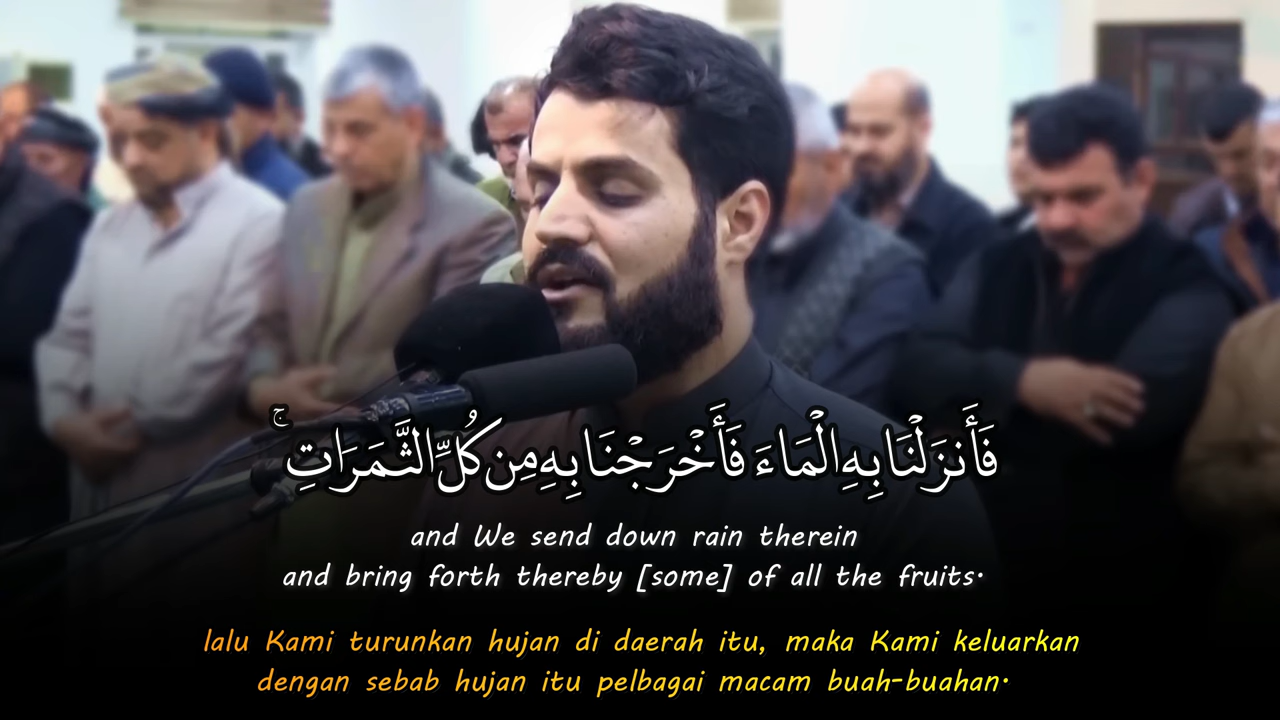 فَأَنزَلْنَا بِهِ الْمَاءَ فَأَخْرَجْنَا بِهِ مِن كُلِّ الثَّمَرَاتِ ۚ
and We send down rain therein
and bring forth thereby [some] of all the fruits.
lalu Kami turunkan hujan di daerah itu, maka Kami keluarkan
dengan sebab hujan itu pelbagai macam buah-buahan.